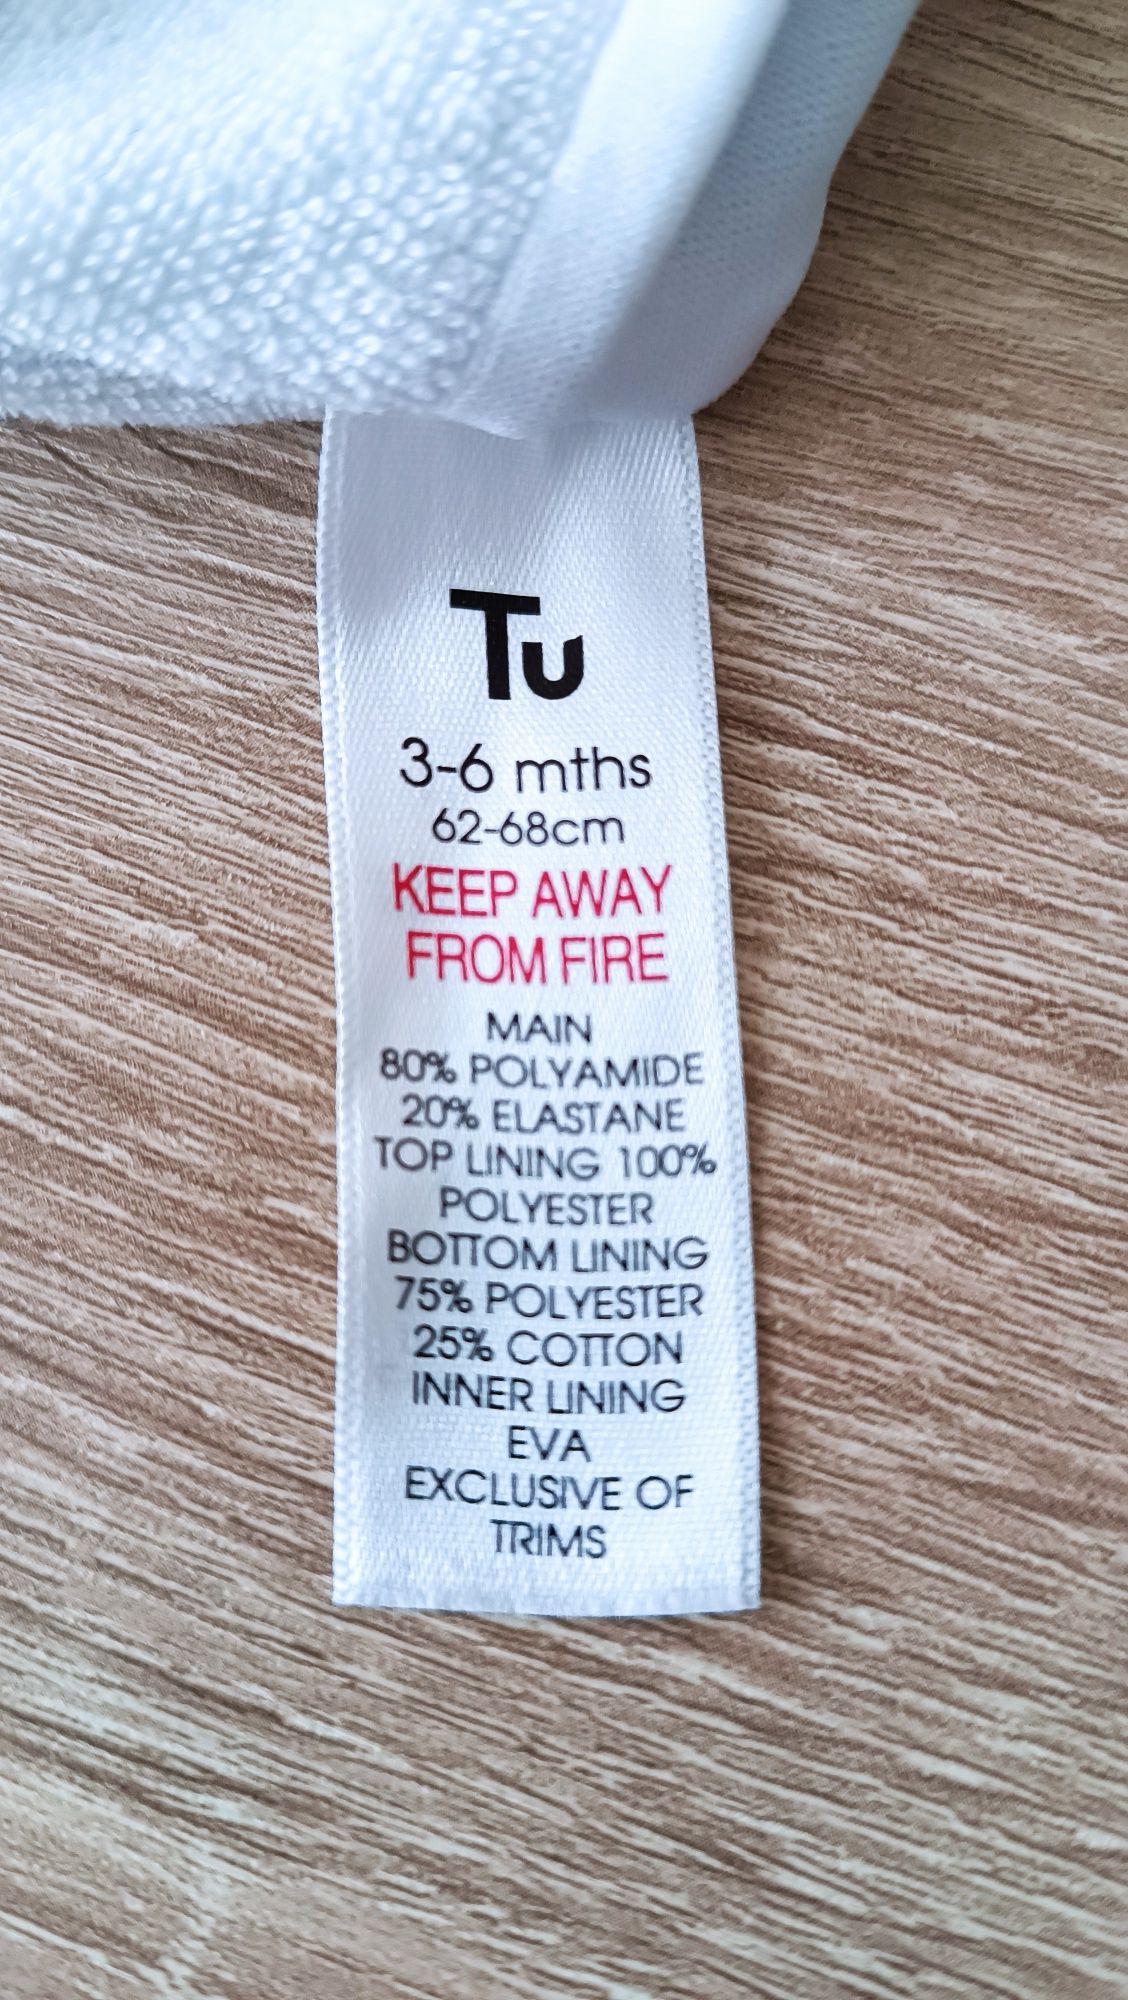 Tu
3-6 mths
62-68cm
KEEP AWAY
FROM FIRE
MAIN
80% POLYAMIDE
20% ELASTANE
TOP LINING 100%
POLYESTER
BOTTOM LINING
75% POLYESTER
25% COTTON
INNER LINING
EVA
EXCLUSIVE OF
TRIMS